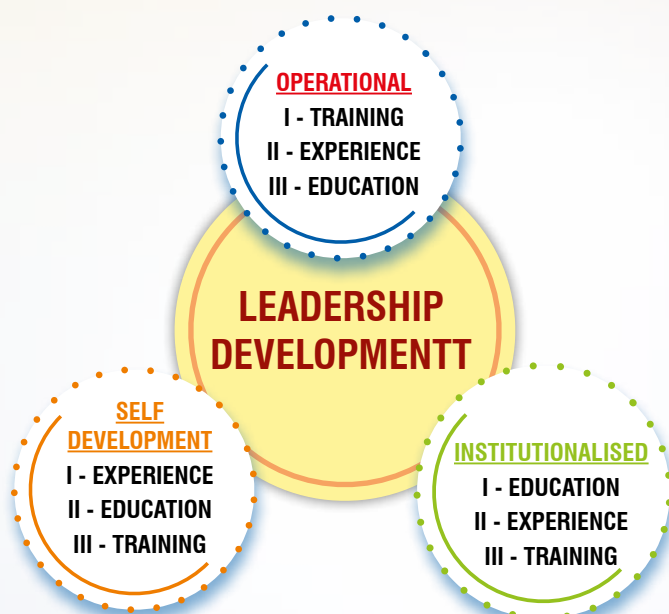 OPERATIONAL
I - TRAINING
II - EXPERIENCE
III - EDUCATION
LEADERSHIP
DEVELOPMENTT
SELF
DEVELOPMENT
I - EXPERIENCE
II - EDUCATION
III - TRAINING
INSTITUTIONALISED
I - EDUCATION
II - EXPERIENCE
III - TRAINING